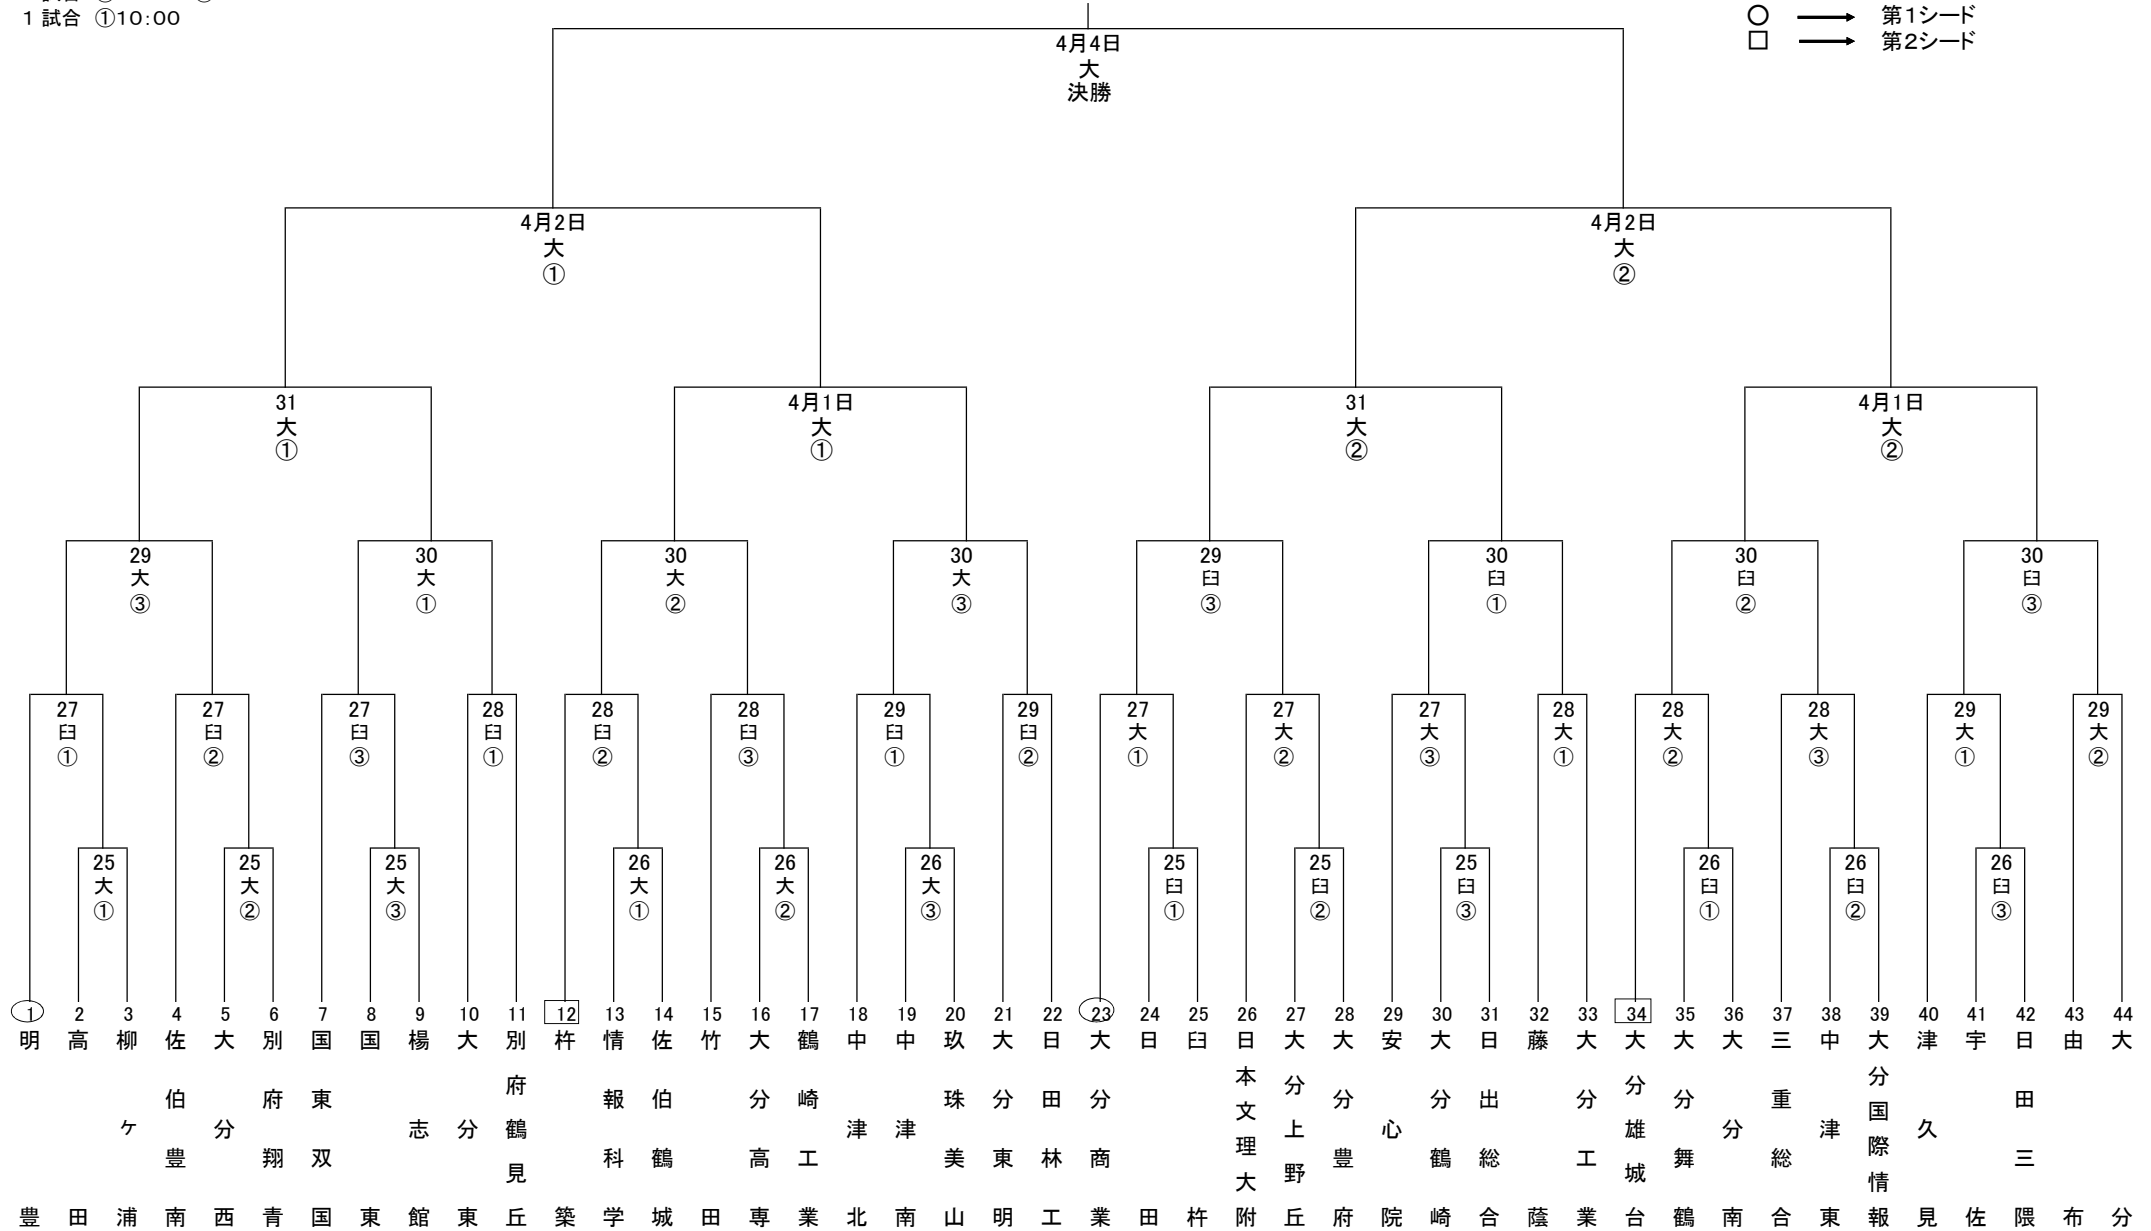 1試合 ①10:00
○ → 第1シード
□ → 第2シード
4月4日
大
決勝
4月2日
大
①
4月2日
大
②
31
大
①
4月1日
大
①
31
大
②
4月1日
大
②
29
大
③
30
大
①
30
大
②
30
大
③
29
臼
③
30
臼
①
30
臼
②
30
臼
③
27
臼
①
27
臼
②
27
臼
③
28
臼
①
28
臼
②
28
臼
③
29
臼
①
29
臼
②
27
大
①
27
大
②
27
大
③
28
大
①
28
大
②
28
大
③
29
大
①
29
大
②
25
大
①
25
大
②
25
大
③
26
大
①
26
大
②
26
大
③
25
臼
①
25
臼
②
25
臼
③
26
臼
①
26
臼
②
26
臼
③
1 明豊
2 高田
3 柳ヶ浦
4 佐伯豊南
5 大分西
6 別府翔青
7 国東双国
8 国東
9 楊志館
10 大分東
11 別府鶴見丘
12 杵築
13 情報科学
14 佐伯鶴城
15 竹田
16 大分高専
17 鶴崎工業
18 中津北
19 中津南
20 玖珠美山
21 大分東明
22 日田林工
23 大分商業
24 日田
25 臼杵
26 日本文理大附
27 大分上野丘
28 大分豊府
29 安心院
30 大分鶴崎
31 日出総合
32 藤蔭
33 大分工業
34 大分雄城台
35 大分舞鶴
36 大分南
37 三重総合
38 中津東
39 大分国際情報
40 津久見
41 宇佐
42 日田三隈
43 由布
44 大分